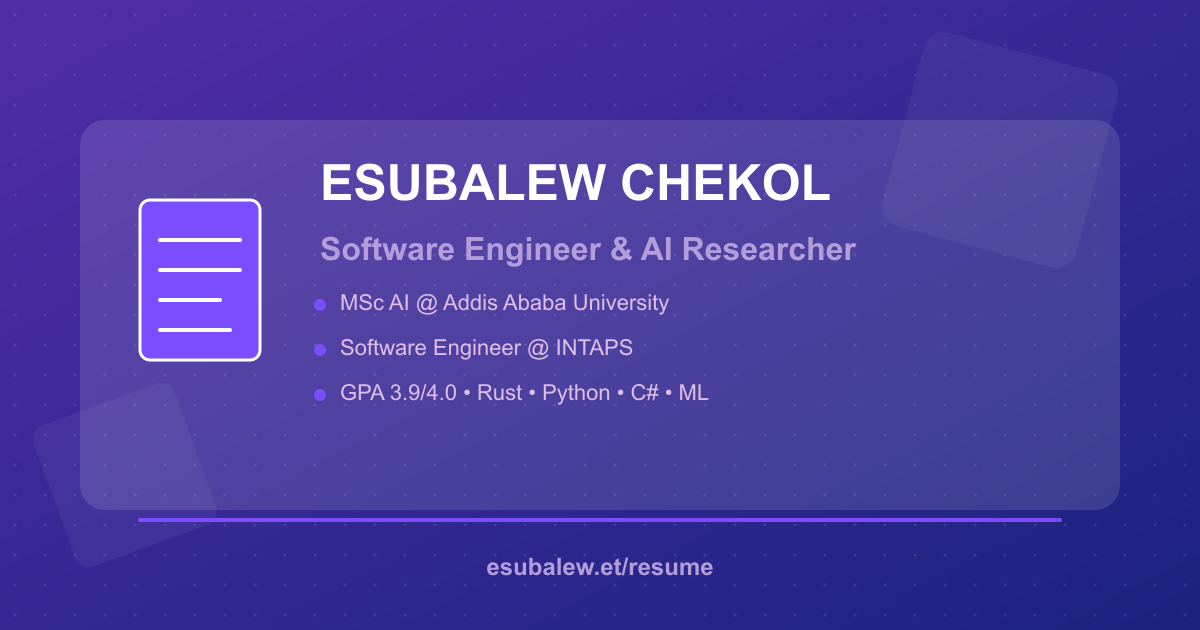 ESUBALEW CHEKOL
Software Engineer & AI Researcher
MSc AI @ Addis Ababa University
Software Engineer @ INTAPS
GPA 3.9/4.0 • Rust • Python • C# • ML
esubalew.et/resume